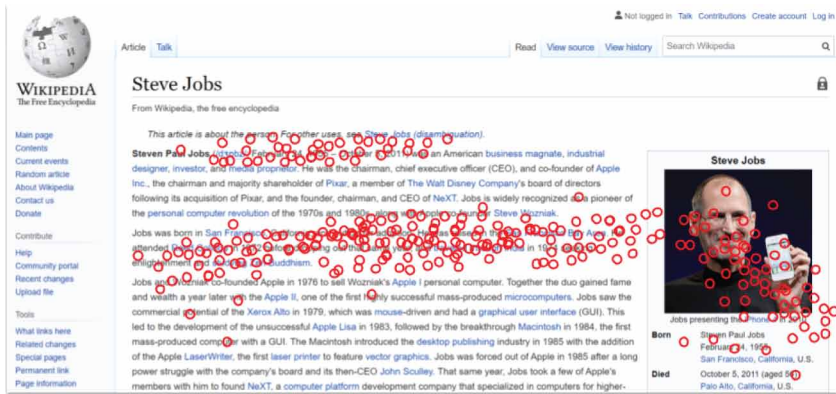 Not logged in Talk Contributions Create account Log in
Article Talk
Read View source View history Search Wikipedia
WIKIPEDIA
The Free Encyclopedia
Steve Jobs
From Wikipedia, the free encyclopedia
Main page
Contents
Current events
Random article
About Wikipedia
Contact us
Donate
Contribute
Help
Community portal
Recent changes
Upload file
Tools
What links here
Related changes
Special pages
Permanent link
Page information
This article is about the person. For other uses, see Steve Jobs (disambiguation).
Steven Paul Jobs February 24, was an American business magnate, industrial
designer, investor, and media proprietor. He was the chairman, chief executive officer (CEO), and co-founder of Apple
Inc., the chairman and majority shareholder of Pixar, a member of The Walt Disney Company's board of directors
following its acquisition of Pixar, and the founder, chairman, and CEO of NeXT. Jobs is widely recognized as a pioneer of
the personal computer revolution of the 1970s and 1980s, along with Apple co-founder Steve Wozniak.
Jobs was born in San Francisco,
attended
enlightenment and Buddhism.
Jobs and Wozniak co-founded Apple in 1976 to sell Wozniak's Apple I personal computer. Together the duo gained fame
and wealth a year later with the Apple II, one of the first highly successful mass-produced microcomputers. Jobs saw the
commercial potential of the Xerox Alto in 1979, which was mouse-driven and had a graphical user interface (GUI). This
led to the development of the unsuccessful Apple Lisa in 1983, followed by the breakthrough Macintosh in 1984, the first
mass-produced computer with a GUI. The Macintosh introduced the desktop publishing industry in 1985 with the addition
of the Apple LaserWriter, the first laser printer to feature vector graphics. Jobs was forced out of Apple in 1985 after a long
power struggle with the company's board and its then-CEO John Sculley. That same year, Jobs took a few of Apple's
members with him to found NeXT, a computer platform development company that specialized in computers for higher-
Steve Jobs
Jobs presenting the iPhone in
Born Steven Paul Jobs
February 24, 1955
San Francisco, California, U.S.
Died October 5, 2011 (aged
Palo Alto, California, U.S.